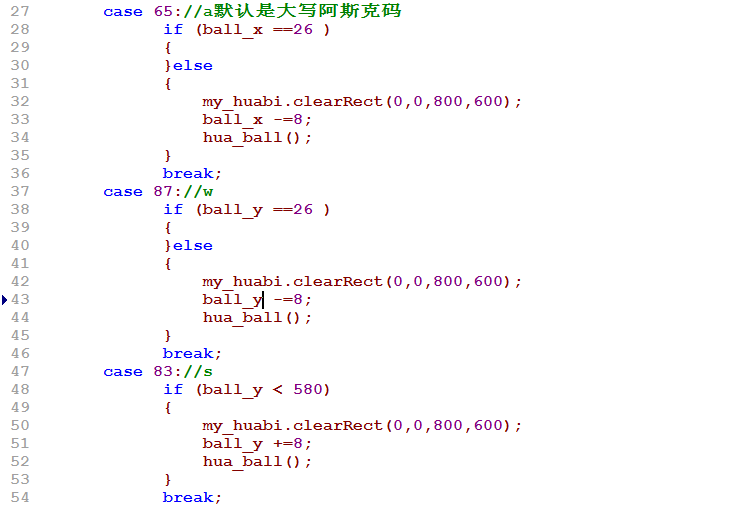 27 case 65://a默认是大写阿斯克码
28 if (ball_x ==26 )
29 {
30 }else
31 {
32 my_huabi.clearRect(0,0,800,600);
33 ball_x -=8;
34 hua_ball();
35 }
36 break;
37 case 87://w
38 if (ball_y ==26 )
39 {
40 }else
41 {
42 my_huabi.clearRect(0,0,800,600);
43 ball_y -=8;
44 hua_ball();
45 }
46 break;
47 case 83://s
48 if (ball_y < 580)
49 {
50 my_huabi.clearRect(0,0,800,600);
51 ball_y +=8;
52 hua_ball();
53 }
54 break;